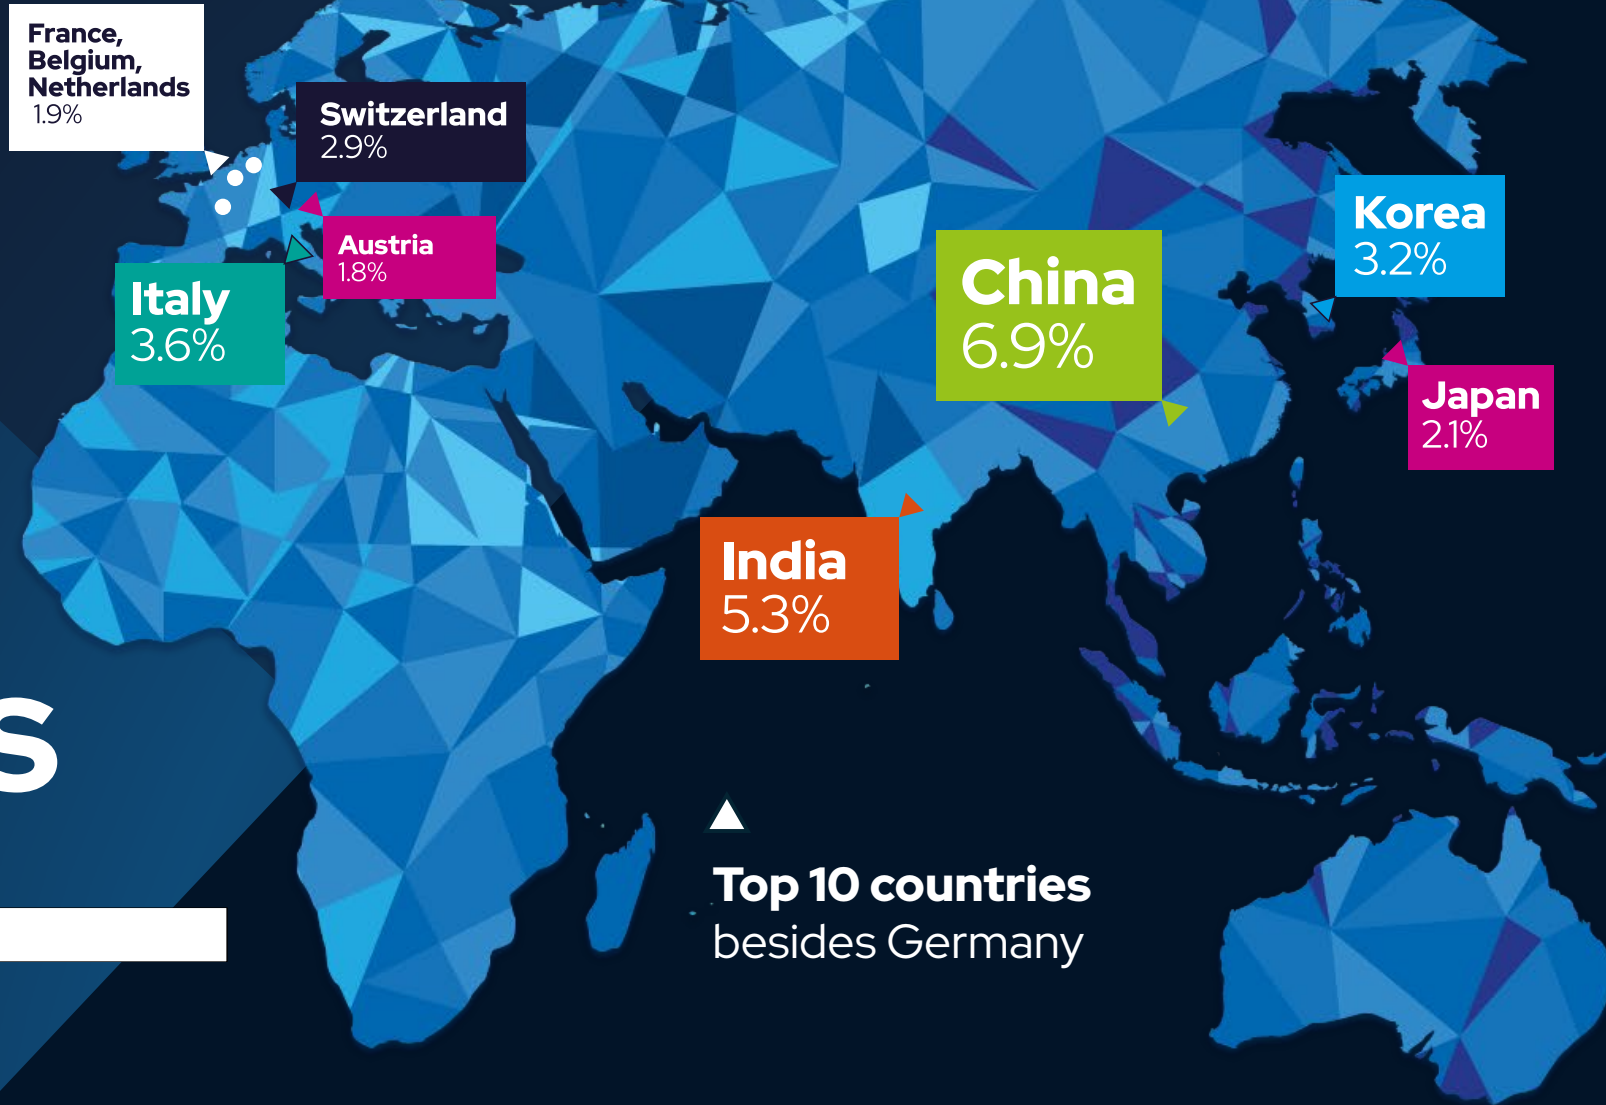 France,
Belgium,
Netherlands
1.9%
Switzerland
2.9%
Austria
1.8%
Italy
3.6%
China
6.9%
Korea
3.2%
Japan
2.1%
India
5.3%
s
Top 10 countries
besides Germany